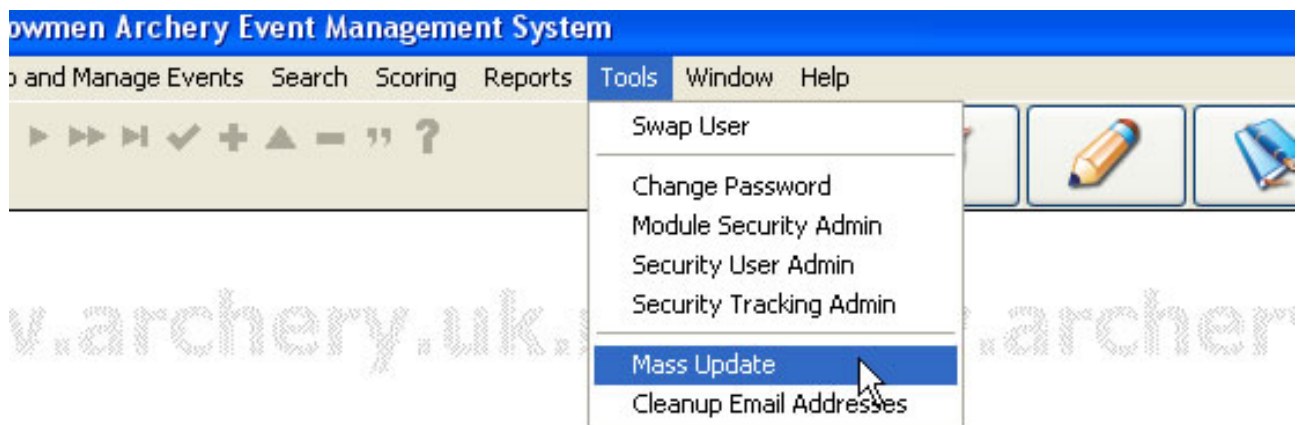 owmen Archery Event Management System
and Manage Events Search Scoring Reports Tools Window Help
Swap User
Change Password
Module Security Admin
Security User Admin
Security Tracking Admin
w.archery.uk. .archer
Mass Update
Cleanup Email Addresses